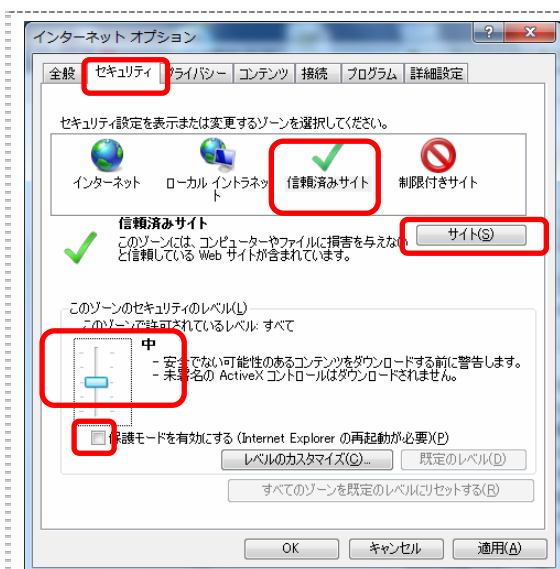 インターネット オプション
全般 セキュリティ プライバシー コンテンツ 接続 プログラム 詳細設定
セキュリティ設定を表示または変更するゾーンを選択してください。
インターネット ローカル イントラネット 信頼済みサイト 制限付きサイト
信頼済みサイト
このゾーンには、コンピューターやファイルに損害を与えない
と信頼している Web サイトが含まれています。
サイト(S)
このゾーンのセキュリティのレベル(L)
このゾーンで許可されているレベル: すべて
中
- 安全でない可能性のあるコンテンツをダウンロードする前に警告します。
- 未署名の ActiveX コントロールはダウンロードされません。
保護モードを有効にする (Internet Explorer の再起動が必要)(P)
レベルのカスタマイズ(C)... 既定のレベル(D)
すべてのゾーンを既定のレベルにリセットする(R)
OK キャンセル 適用(A)